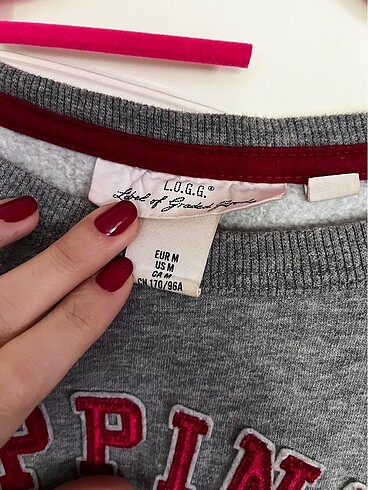 L.O.G.G.®
Label of Graded Goods
EUR M
US M
CA M
CN 170/96A
PPIN